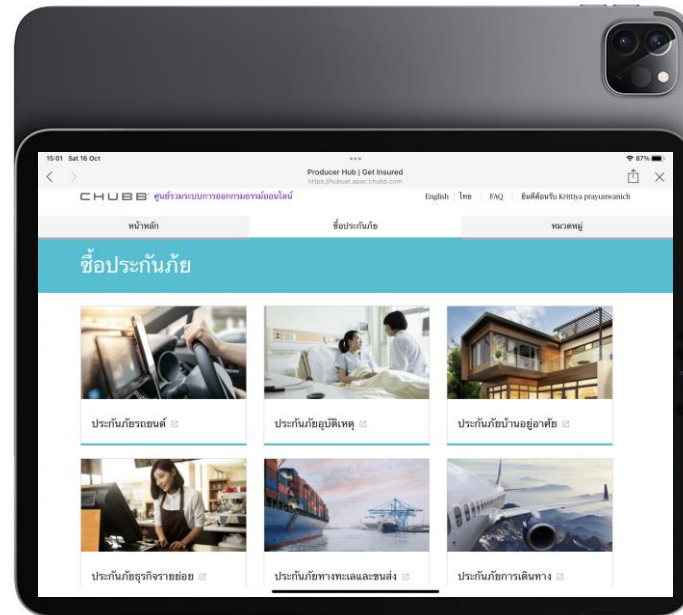 15:01 Sat 16 Oct
87%
Producer Hub | Get Insured
https://hubuat.apac.chubb.com
CHUBB ศูนย์รวมระบบการออกกรมธรรม์ออนไลน์
English ไทย FAQ ยินดีต้อนรับ Krittiya prayunwanich
หน้าหลัก ซื้อประกันภัย หมวดหมู่
ซื้อประกันภัย
ประกันภัยรถยนต์ ประกันภัยอุบัติเหตุ ประกันภัยบ้านอยู่อาศัย
ประกันภัยธุรกิจรายย่อย ประกันภัยทางทะเลและขนส่ง ประกันภัยการเดินทาง